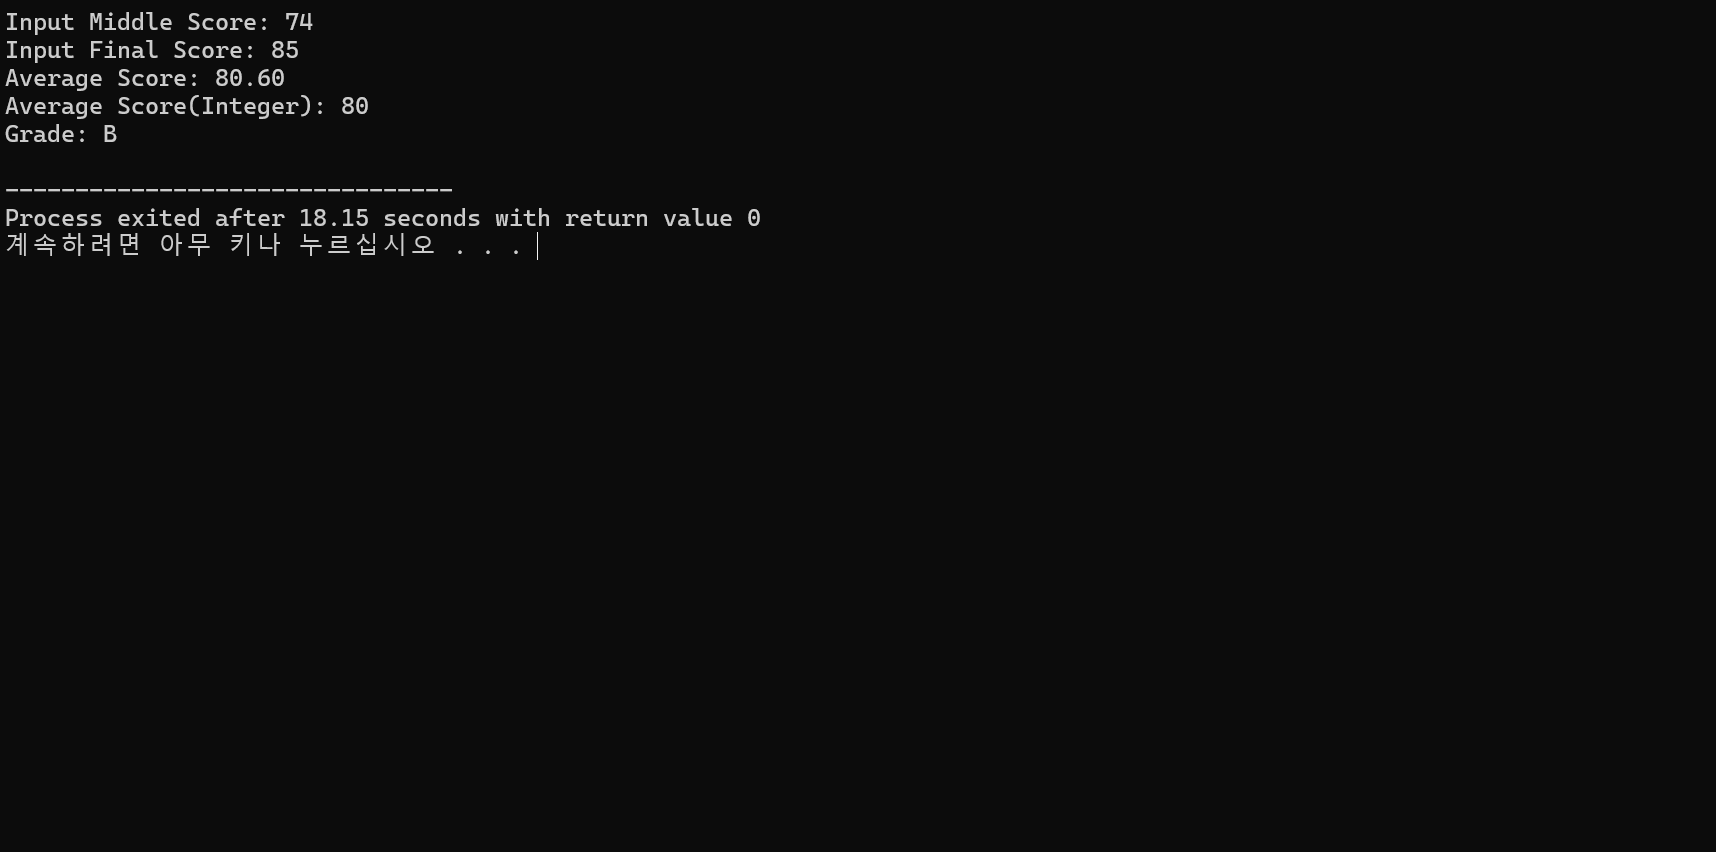 Input Middle Score: 74
Input Final Score: 85
Average Score: 80.60
Average Score(Integer): 80
Grade: B
--------------------------------
Process exited after 18.15 seconds with return value 0
계속하려면 아무 키나 누르십시오 . . .